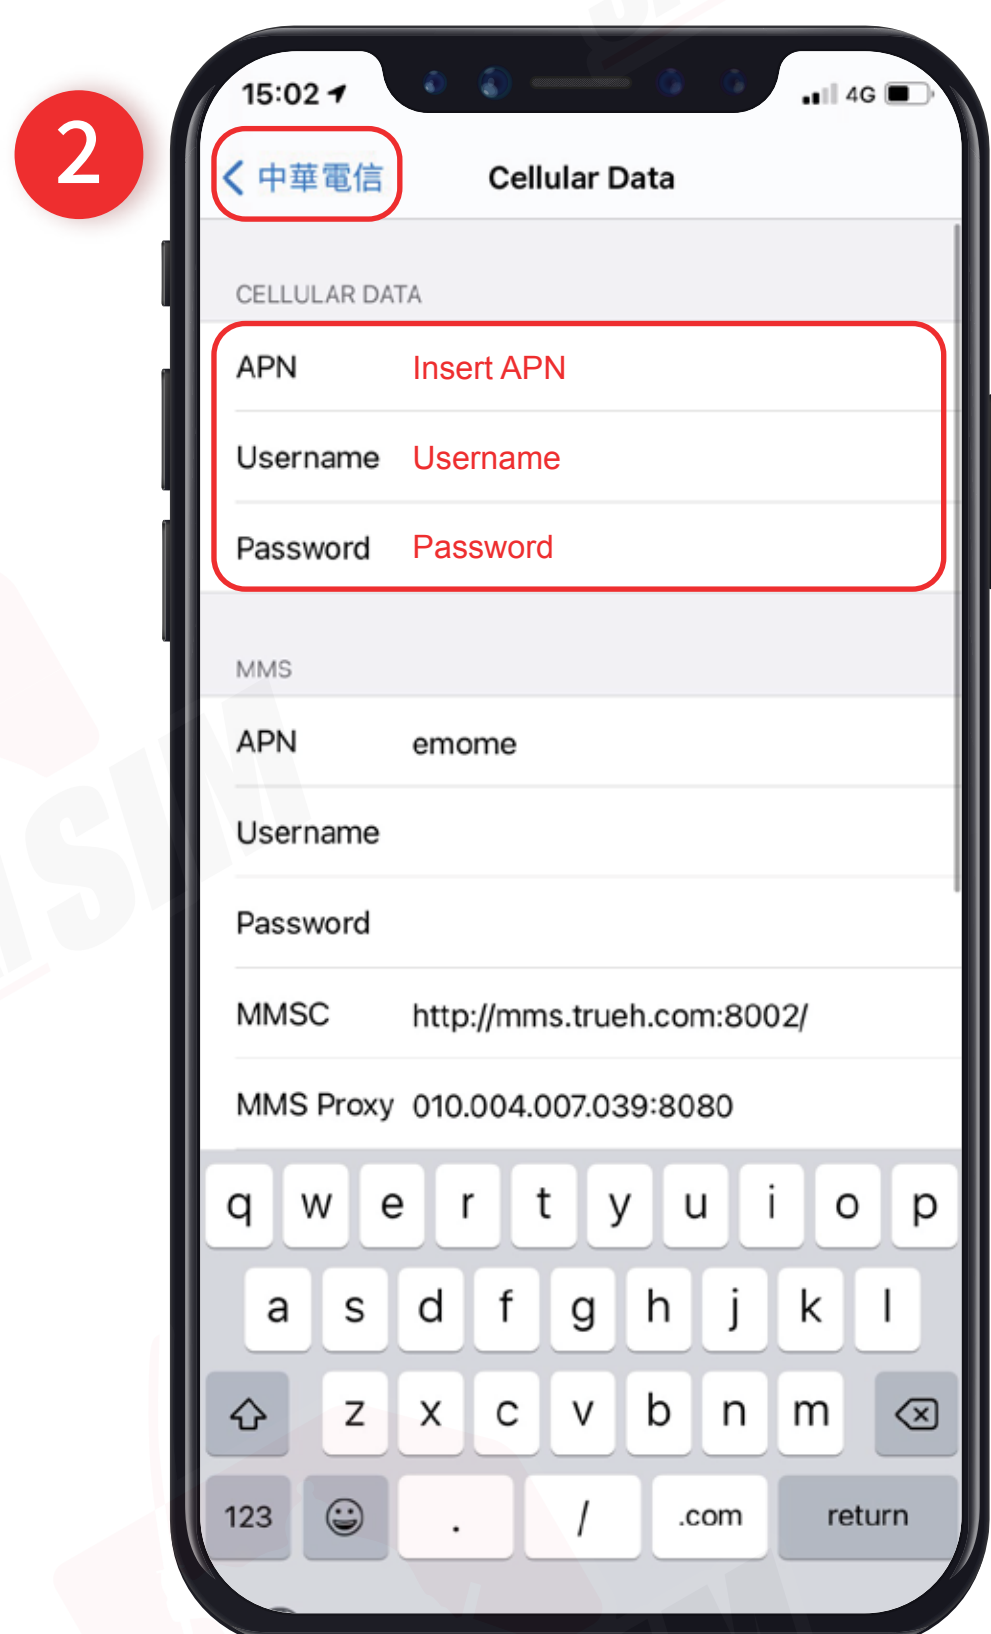 2
15:02
4G
中華電信
Cellular Data
CELLULAR DATA
APN Insert APN
Username Username
Password Password
MMS
APN emome
Username
Password
MMSC http://mms.trueh.com:8002/
MMS Proxy 010.004.007.039:8080
q w e r t y u i o p
a s d f g h j k l
z x c v b n m
123 . / .com return